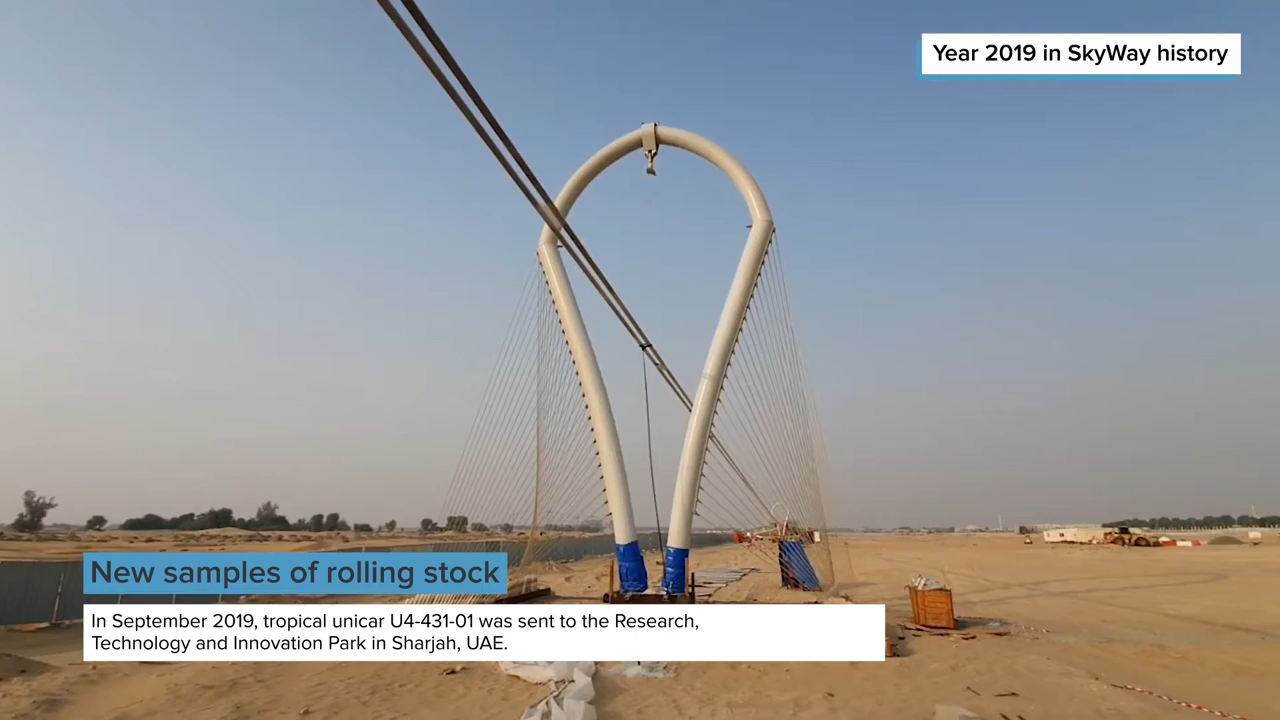 Year 2019 in SkyWay history
New samples of rolling stock
In September 2019, tropical unicar U4-431-01 was sent to the Research,
Technology and Innovation Park in Sharjah, UAE.